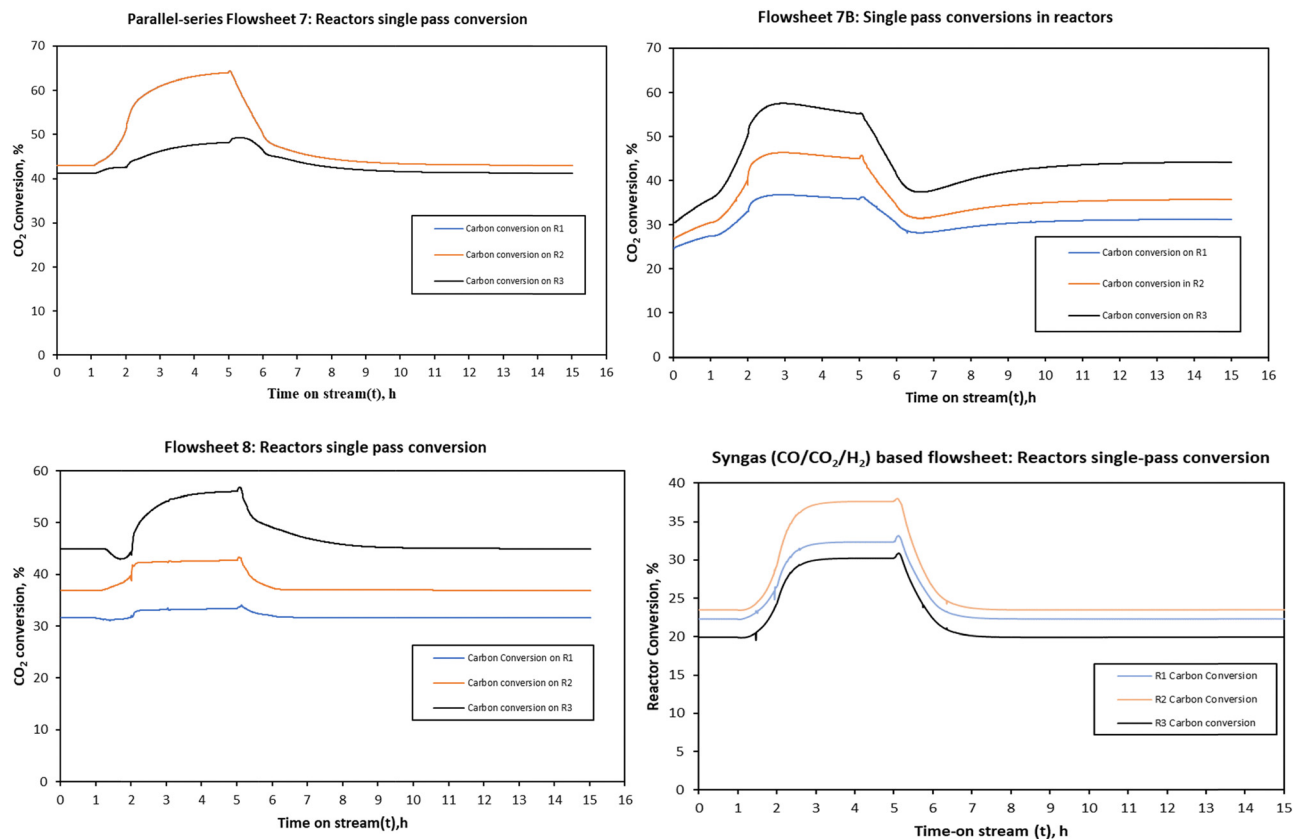 Parallel-series Flowsheet 7: Reactors single pass conversion
70
60
50
40
30
20
10
0
CO₂ Conversion, %
Carbon conversion on R1
Carbon conversion on R2
Carbon conversion on R3
0 1 2 3 4 5 6 7 8 9 10 11 12 13 14 15 16
Time on stream(t), h
Flowsheet 7B: Single pass conversions in reactors
70
60
50
40
30
20
10
0
CO₂ conversion, %
Carbon conversion on R1
Carbon conversion in R2
Carbon conversion on R3
0 1 2 3 4 5 6 7 8 9 10 11 12 13 14 15 16
Time on stream(t),h
Flowsheet 8: Reactors single pass conversion
60
50
40
30
20
10
0
CO₂ conversion, %
Carbon Conversion on R1
Carbon conversion on R2
Carbon conversion on R3
0 1 2 3 4 5 6 7 8 9 10 11 12 13 14 15 16
Time on stream(t),h
Syngas (CO/CO₂/H₂) based flowsheet: Reactors single-pass conversion
40
35
30
25
20
15
10
5
0
Reactor Conversion, %
R1 Carbon Conversion
R2 Carbon Conversion
R3 Carbon conversion
0 1 2 3 4 5 6 7 8 9 10 11 12 13 14 15
Time-on stream (t), h